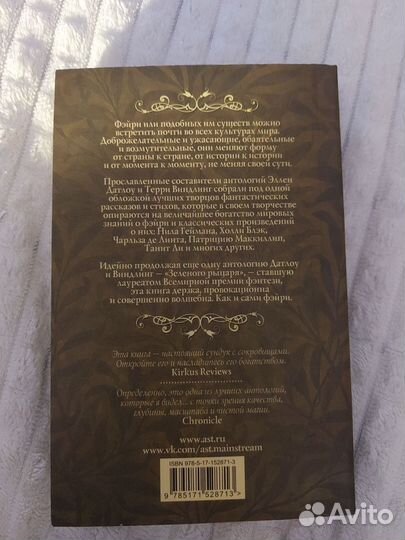 Фэйри или подобных им существ можно
встретить почти во всех культурах мира.
Доброжелательные и ужасающие, обаятельные
и возмутительные, они меняют форму
от страны к стране, от истории к истории
и от момента к моменту, не меняя своей сути.
Прославленные составители антологий Эллен
Датлоу и Терри Виндлинг собрали под одной
обложкой лучших творцов фантастических
рассказов и стихов, которые в своем творчестве
опираются на величайшее богатство мировых знаний
о фэйри и классических произведений
о них: Нила Геймана, Холли Блэк,
Чарльза де Линта, Патрицию Маккиллип,
Танит Ли и многих других.
Идейно продолжая еще одну антологию Датлоу
и Виндлинг — «Зеленого рыцаря», — ставшую
лауреатом Всемирной премии фэнтези,
эта книга дерзка, провокационна
и совершенно волшебна. Как и сами фэйри.
Эта книга — настоящий сундук с сокровищами.
Откройте его и насладитесь его богатством.
Kirkus Reviews
Определенно, это одна из лучших антологий,
которые я видел... с точки зрения качества,
глубины, масштаба и чистой магии.
Chronicle
www.ast.ru
www.vk.com/ast.mainstream
ISBN 978-5-17-152871-3
9 785171 528713 >
Avito